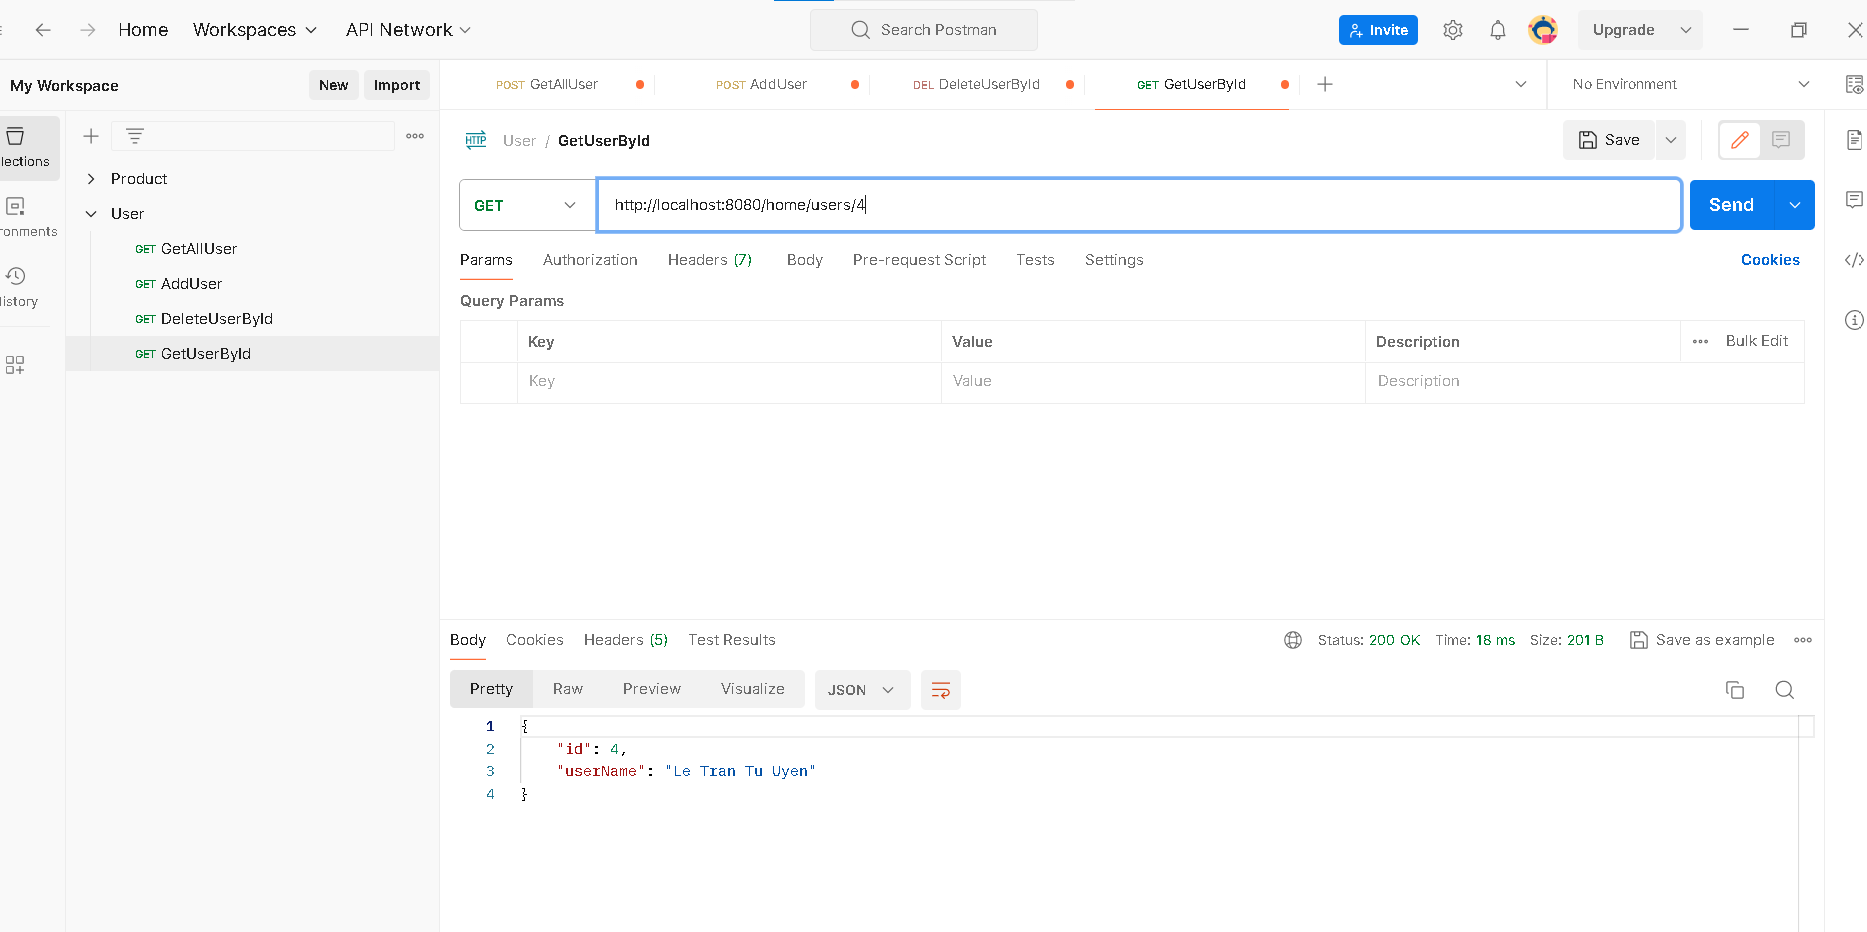 Home Workspaces API Network Search Postman Invite Upgrade
My Workspace New Import POST GetAllUser POST AddUser DEL DeleteUserById GET GetUserById No Environment
lections
ronments
istory
Product
User
GET GetAllUser
GET AddUser
GET DeleteUserById
GET GetUserById
HTTP User / GetUserById Save
GET http://localhost:8080/home/users/4 Send
Params Authorization Headers (7) Body Pre-request Script Tests Settings Cookies
Query Params
Key Value Description Bulk Edit
Key Value Description
Body Cookies Headers (5) Test Results Status: 200 OK Time: 18 ms Size: 201 B Save as example
Pretty Raw Preview Visualize JSON
1 {
2 "id": 4,
3 "userName": "Le Tran Tu Uyen"
4 }